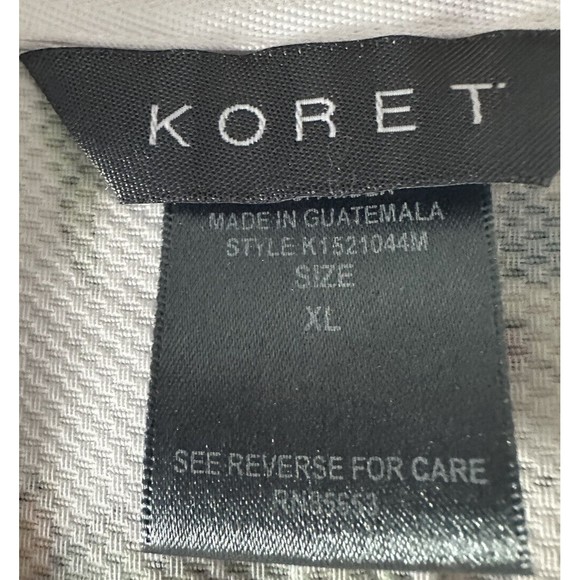 KORET
MADE IN GUATEMALA
STYLE K1521044M
SIZE
XL
SEE REVERSE FOR CARE